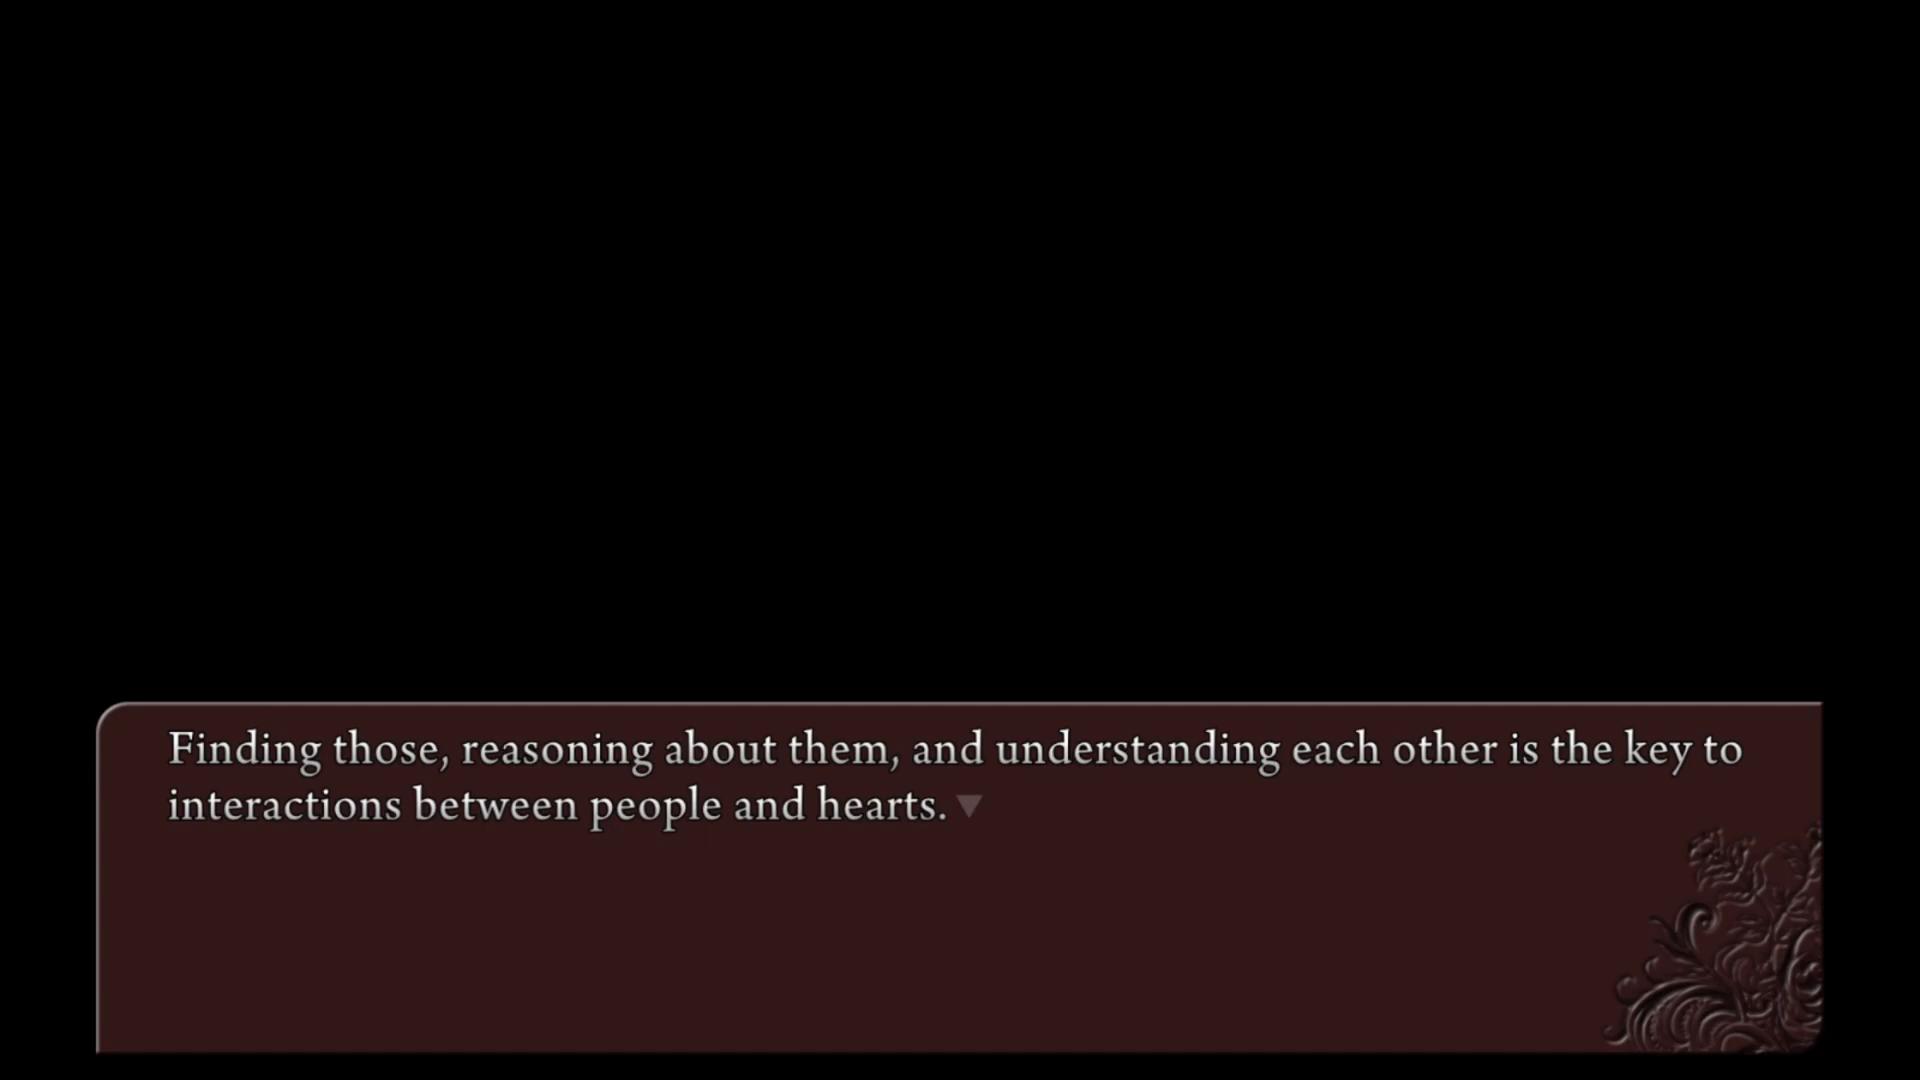 Finding those, reasoning about them, and understanding each other is the key to
interactions between people and hearts.